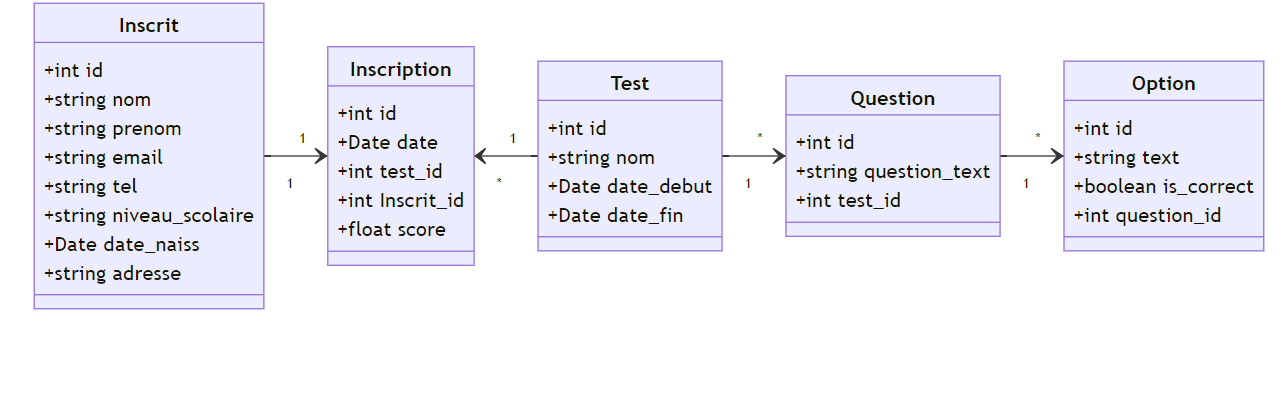 Inscrit
+int id
+string nom
+string prenom
+string email
+string tel
+string niveau_scolaire
+Date date_naiss
+string adresse
1
1
Inscription
+int id
+Date date
+int test_id
+int Inscrit_id
+float score
1
*
Test
+int id
+string nom
+Date date_debut
+Date date_fin
*
1
Question
+int id
+string question_text
+int test_id
*
1
Option
+int id
+string text
+boolean is_correct
+int question_id